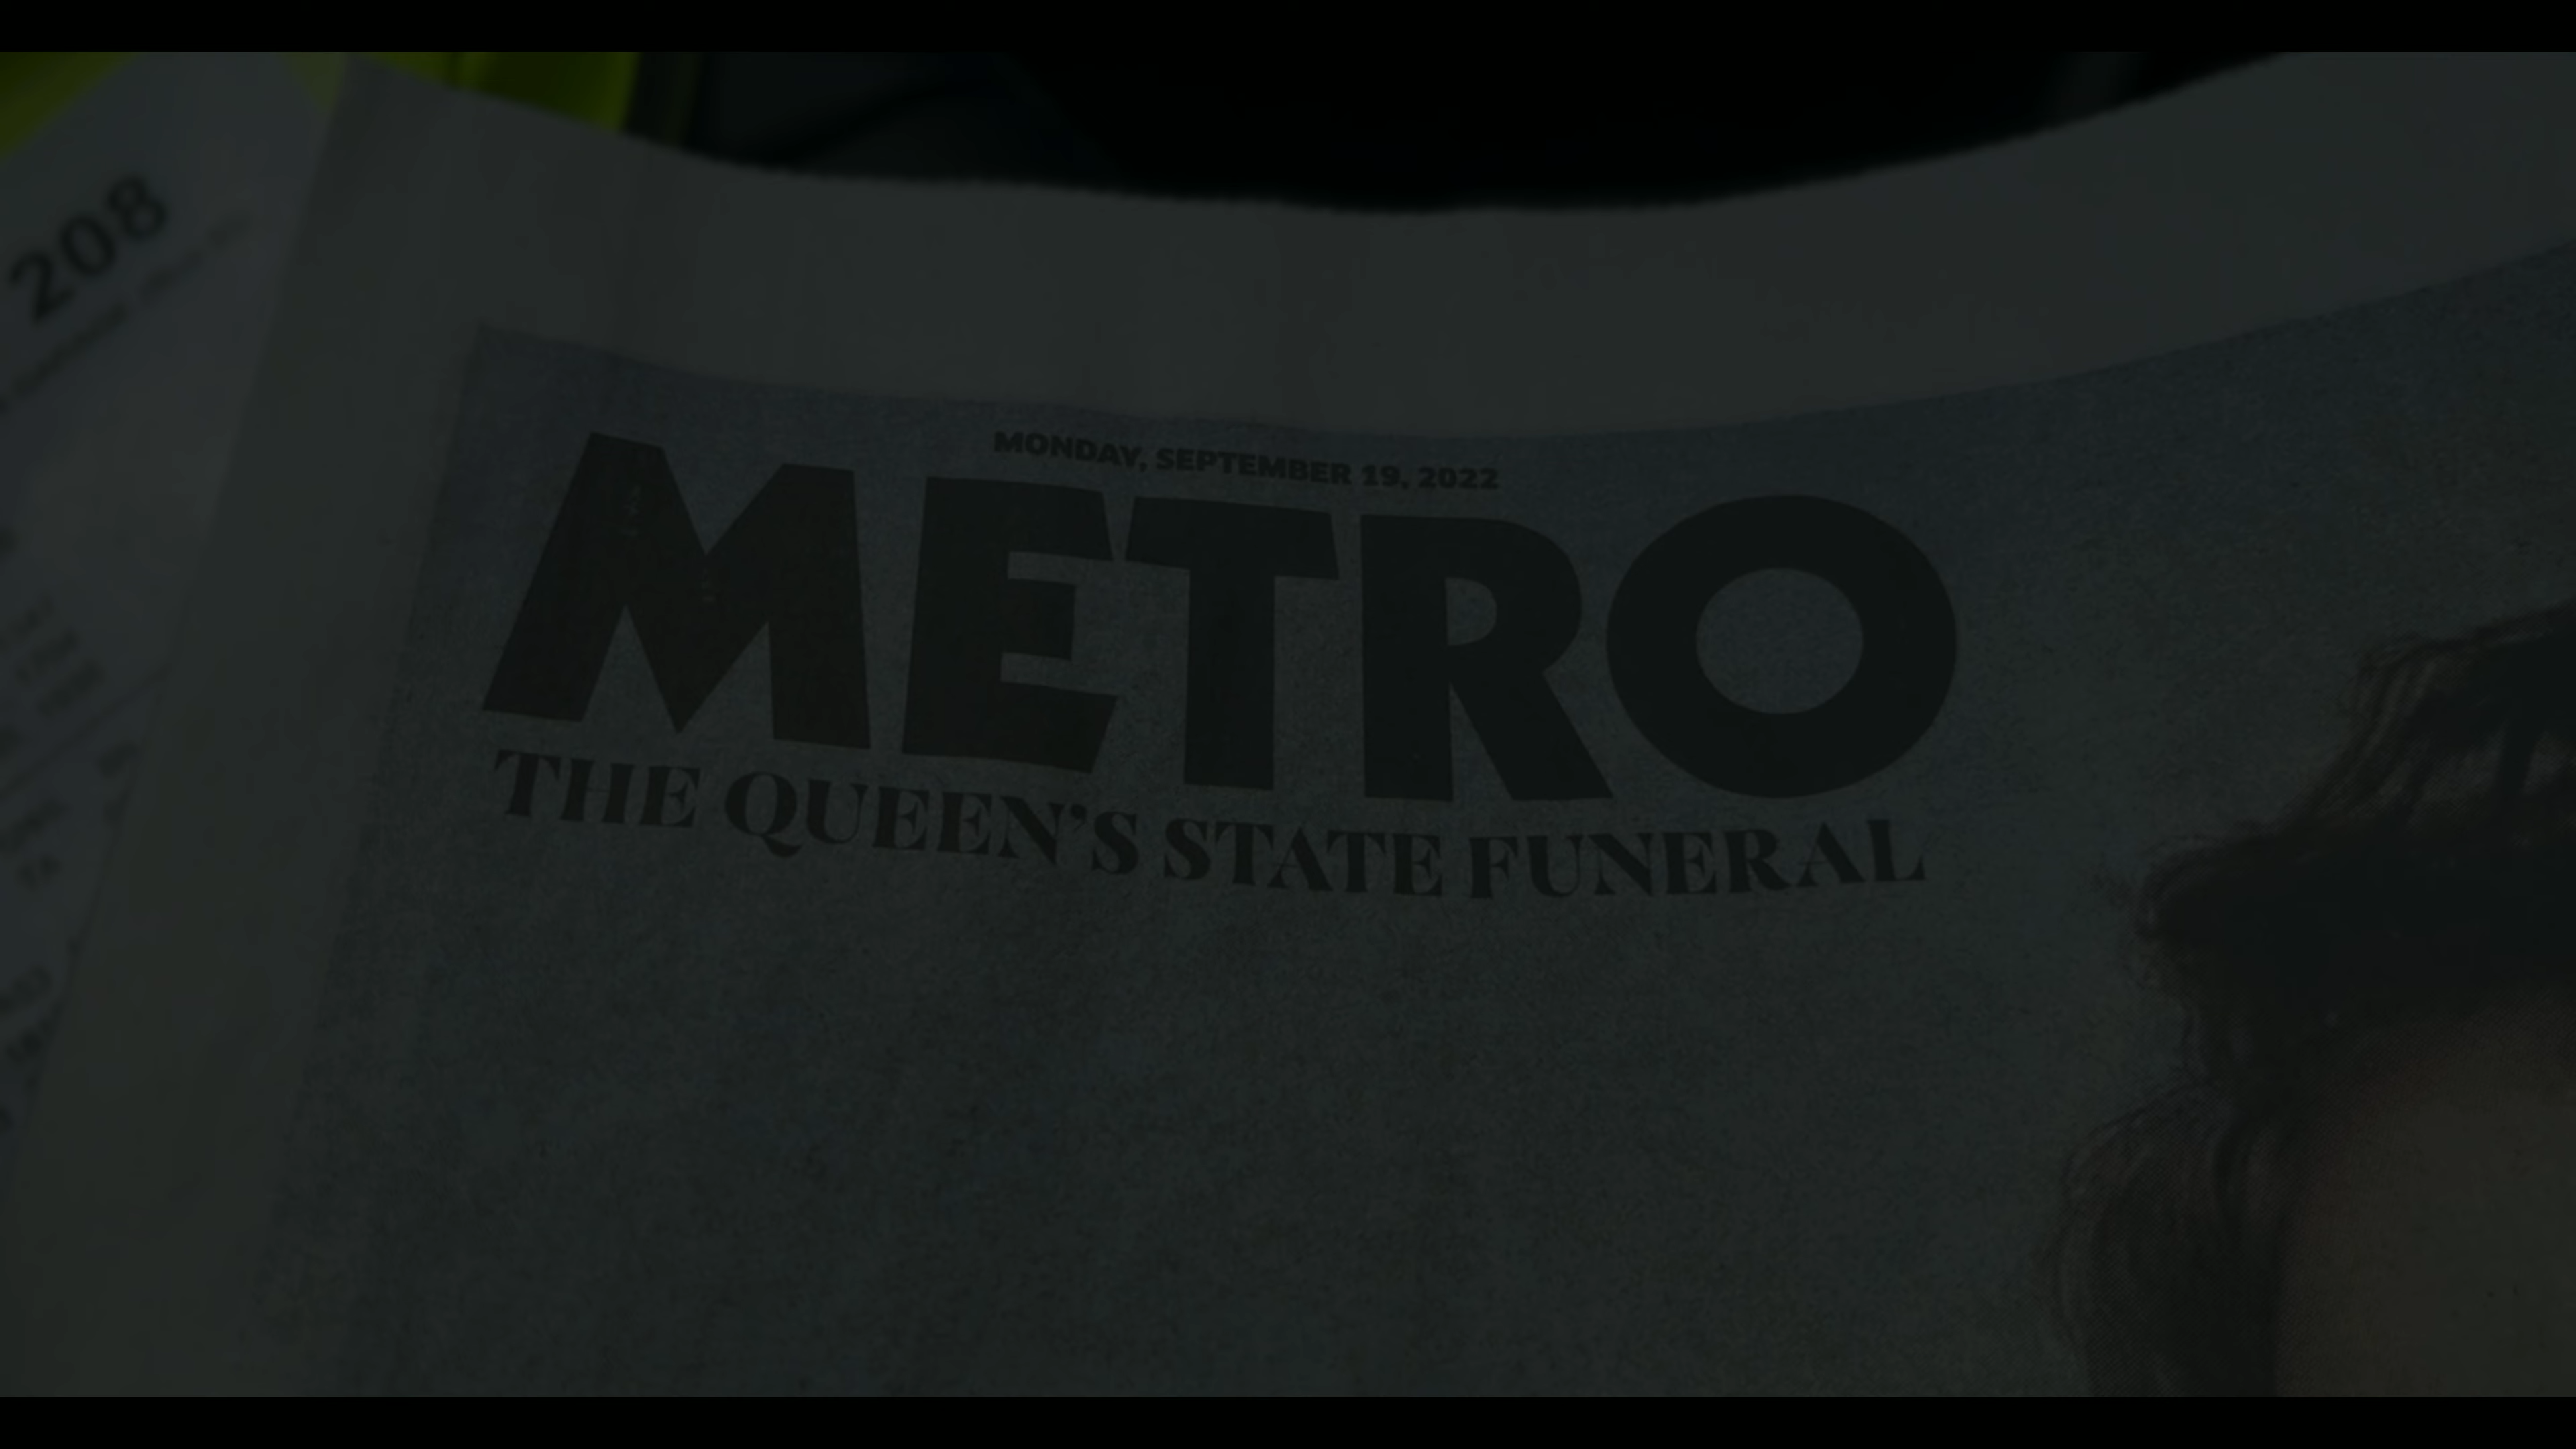 208
MONDAY, SEPTEMBER 19, 2022
METRO
THE QUEEN'S STATE FUNERAL